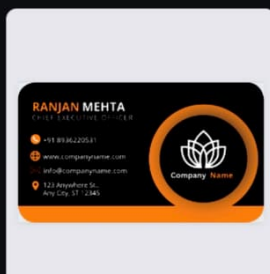 RANJAN MEHTA
CHIEF EXECUTIVE OFFICER
+91 8936220531
www.companyname.com
info@companyname.com
123 Anywhere St.,
Any City, ST 12345
Company Name